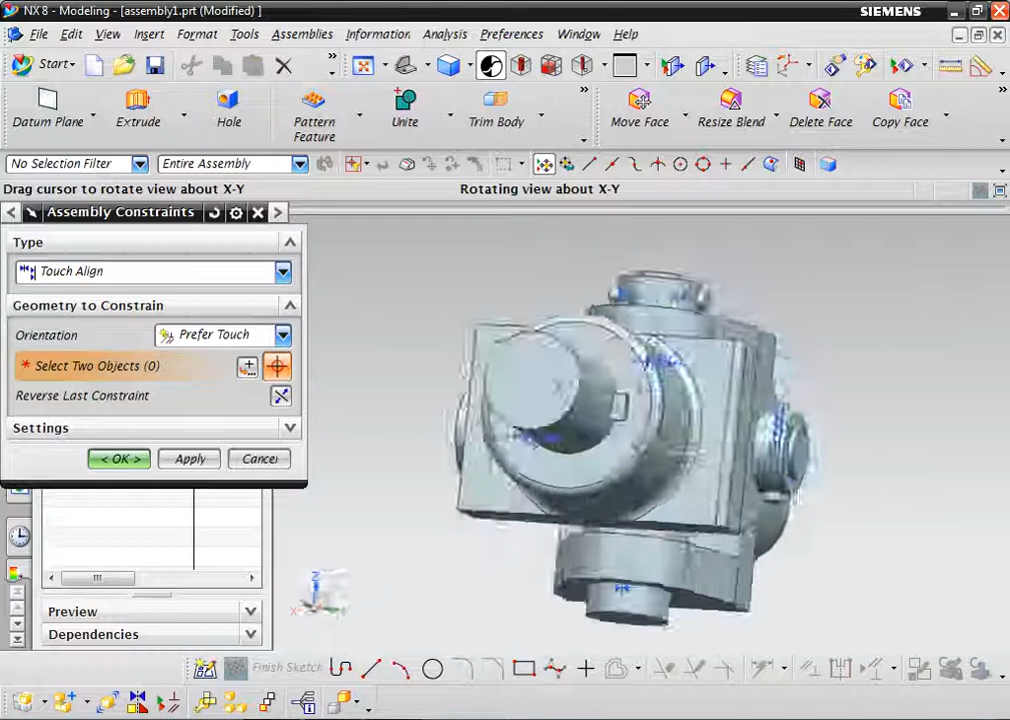 NX 8 - Modeling - [assembly1.prt (Modified) ]
SIEMENS
File Edit View Insert Format Tools Assemblies Information Analysis Preferences Window Help
Start
Datum Plane Extrude Hole Pattern Feature Unite Trim Body Move Face Resize Blend Delete Face Copy Face
No Selection Filter Entire Assembly
Drag cursor to rotate view about X-Y Rotating view about X-Y
Assembly Constraints
Type
Touch Align
Geometry to Constrain
Orientation Prefer Touch
* Select Two Objects (0)
Reverse Last Constraint
Settings
< OK > Apply Cancel
Z
X
Preview
Dependencies
Finish Sketch